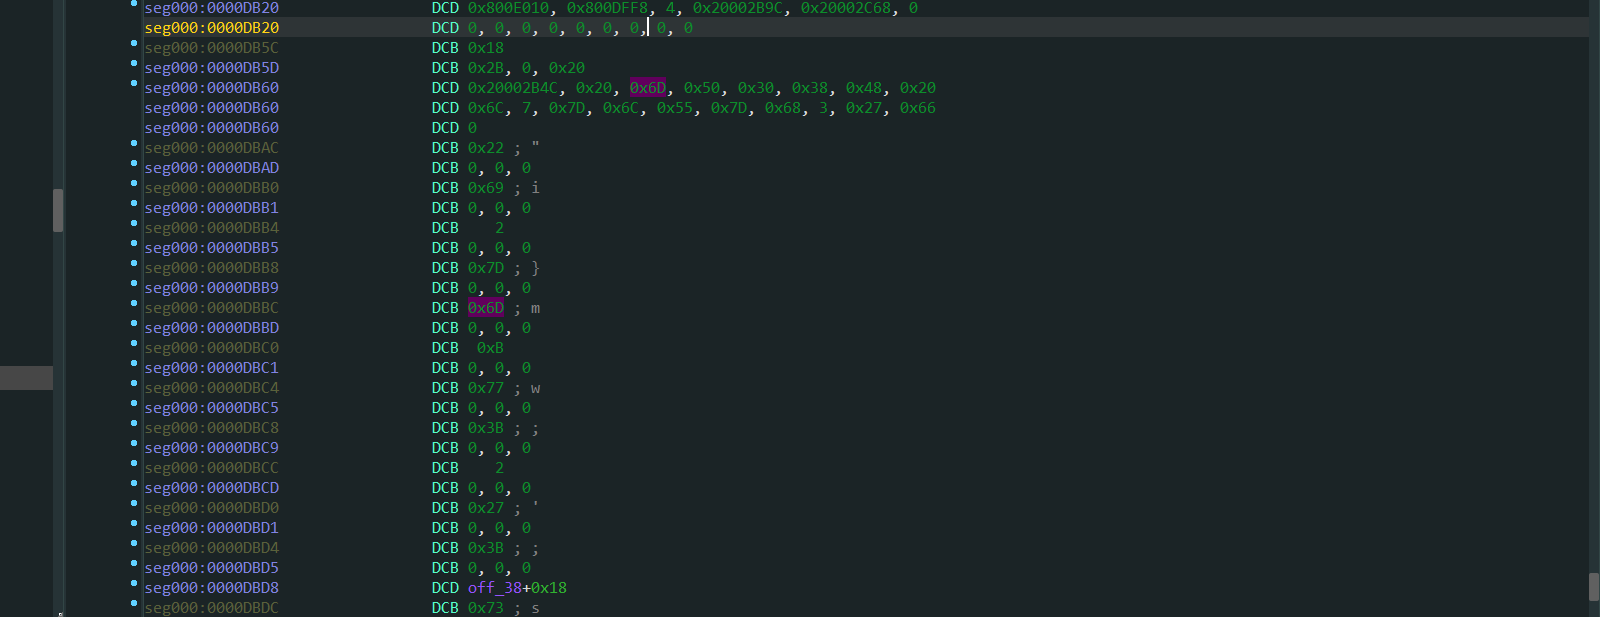 seg000:0000DB20 DCD 0x800E010, 0x800DFF8, 4, 0x20002B9C, 0x20002C68, 0
seg000:0000DB20 DCD 0, 0, 0, 0, 0, 0, 0, 0, 0
seg000:0000DB5C DCB 0x18
seg000:0000DB5D DCB 0x2B, 0, 0x20
seg000:0000DB60 DCD 0x20002B4C, 0x20, 0x6D, 0x50, 0x30, 0x38, 0x48, 0x20
seg000:0000DB60 DCD 0x6C, 7, 0x7D, 0x6C, 0x55, 0x7D, 0x68, 3, 0x27, 0x66
seg000:0000DB60 DCD 0
seg000:0000DBAC DCB 0x22 ; "
seg000:0000DBAD DCB 0, 0, 0
seg000:0000DBB0 DCB 0x69 ; i
seg000:0000DBB1 DCB 0, 0, 0
seg000:0000DBB4 DCB 2
seg000:0000DBB5 DCB 0, 0, 0
seg000:0000DBB8 DCB 0x7D ; }
seg000:0000DBB9 DCB 0, 0, 0
seg000:0000DBBC DCB 0x6D ; m
seg000:0000DBBD DCB 0, 0, 0
seg000:0000DBC0 DCB 0xB
seg000:0000DBC1 DCB 0, 0, 0
seg000:0000DBC4 DCB 0x77 ; w
seg000:0000DBC5 DCB 0, 0, 0
seg000:0000DBC8 DCB 0x3B ; ;
seg000:0000DBC9 DCB 0, 0, 0
seg000:0000DBCC DCB 2
seg000:0000DBCD DCB 0, 0, 0
seg000:0000DBD0 DCB 0x27 ; '
seg000:0000DBD1 DCB 0, 0, 0
seg000:0000DBD4 DCB 0x3B ; ;
seg000:0000DBD5 DCB 0, 0, 0
seg000:0000DBD8 DCD off_38+0x18
seg000:0000DBDC DCB 0x73 ; s